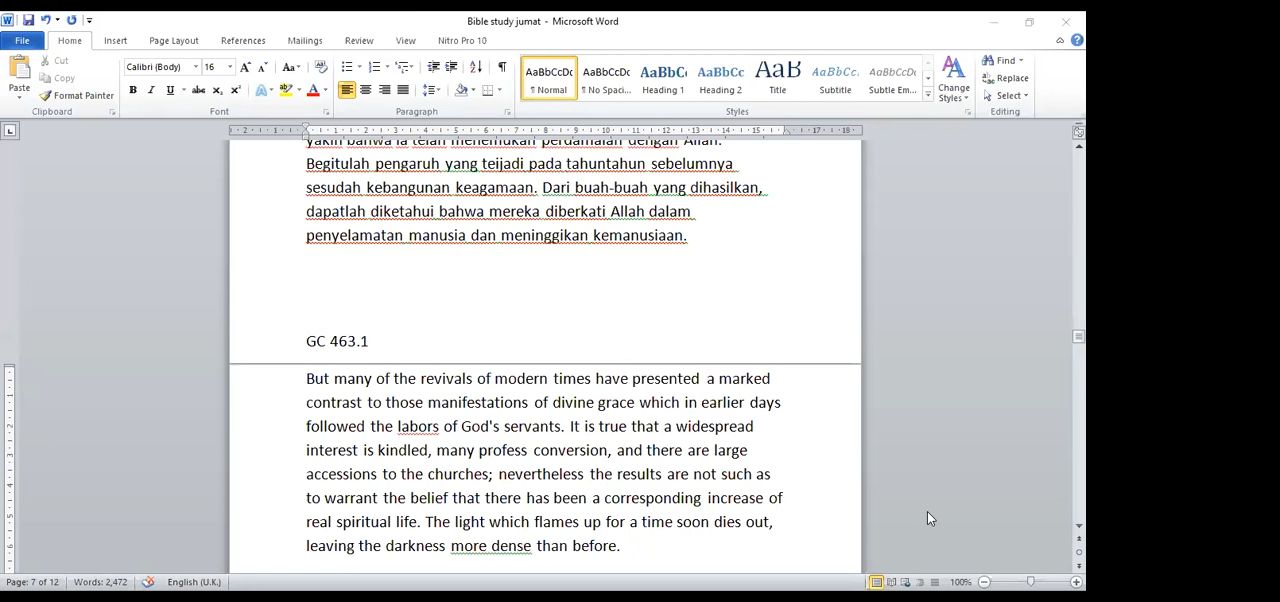 Bible study jumat - Microsoft Word
File Home Insert Page Layout References Mailings Review View Nitro Pro 10
Paste Cut Copy Format Painter
Calibri (Body) 16
AaBbCcDc AaBbCcDc AaBbCc AaBbCc AaB AaBbCc. AaBbCcDc
¶ Normal ¶ No Spaci... Heading 1 Heading 2 Title Subtitle Subtle Em...
Change Styles
Find Replace Select
Clipboard Font Paragraph Styles Editing
yakin bahwa ia telah menemukan perdamaian dengan Allah."
Begitulah pengaruh yang teijadi pada tahuntahun sebelumnya
sesudah kebangunan keagamaan. Dari buah-buah yang dihasilkan,
dapatlah diketahui bahwa mereka diberkati Allah dalam
penyelamatan manusia dan meninggikan kemanusiaan.
GC 463.1
But many of the revivals of modern times have presented a marked
contrast to those manifestations of divine grace which in earlier days
followed the labors of God's servants. It is true that a widespread
interest is kindled, many profess conversion, and there are large
accessions to the churches; nevertheless the results are not such as
to warrant the belief that there has been a corresponding increase of
real spiritual life. The light which flames up for a time soon dies out,
leaving the darkness more dense than before.
Page: 7 of 12 Words: 2,472 English (U.K.) 100%